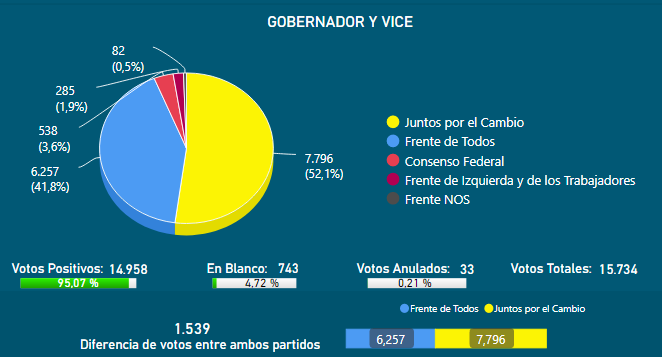 GOBERNADOR Y VICE
82
(0,5%)
285
(1,9%)
538
(3,6%)
6.257
(41,8%)
7.796
(52,1%)
Juntos por el Cambio
Frente de Todos
Consenso Federal
Frente de Izquierda y de los Trabajadores
Frente NOS
Votos Positivos: 14.958
95,07 %
En Blanco: 743
4.72 %
Votos Anulados: 33
0.21 %
Votos Totales: 15.734
Frente de Todos Juntos por el Cambio
1.539
Diferencia de votos entre ambos partidos
6,257 7,796